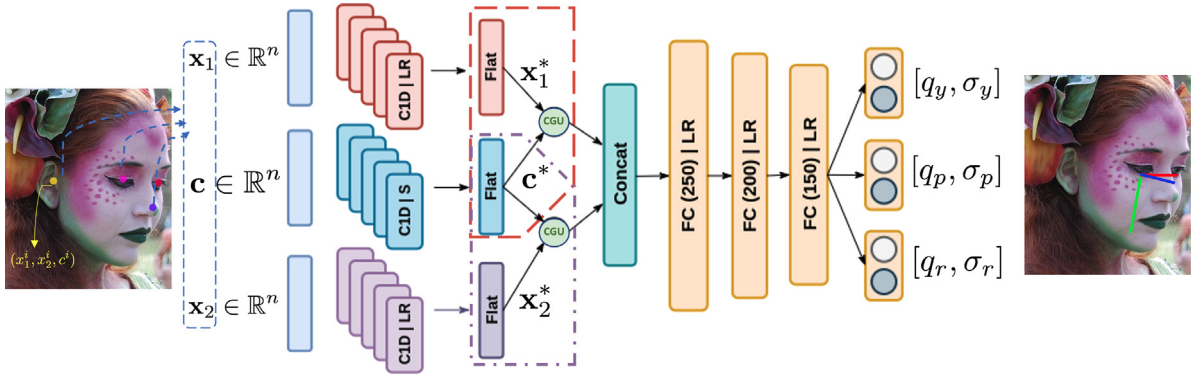 x₁ ∈ ℝⁿ
c ∈ ℝⁿ
x₂ ∈ ℝⁿ
(x₁ⁱ, x₂ⁱ, cⁱ)
C1D | LR
C1D | S
C1D | LR
Flat
Flat
Flat
x₁*
c*
x₂*
CGU
CGU
Concat
FC (250) | LR
FC (200) | LR
FC (150) | LR
[q_y, σ_y]
[q_p, σ_p]
[q_r, σ_r]